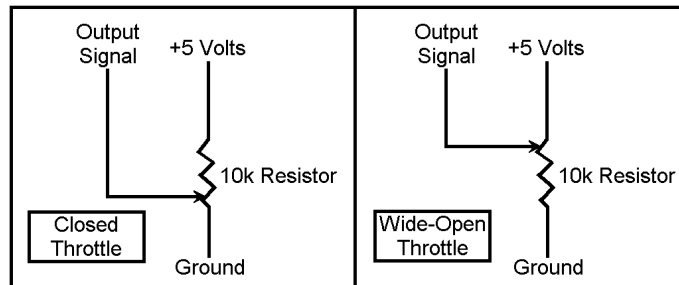 Output
Signal
+5 Volts
10k Resistor
Closed
Throttle
Ground
Output
Signal
+5 Volts
10k Resistor
Wide-Open
Throttle
Ground